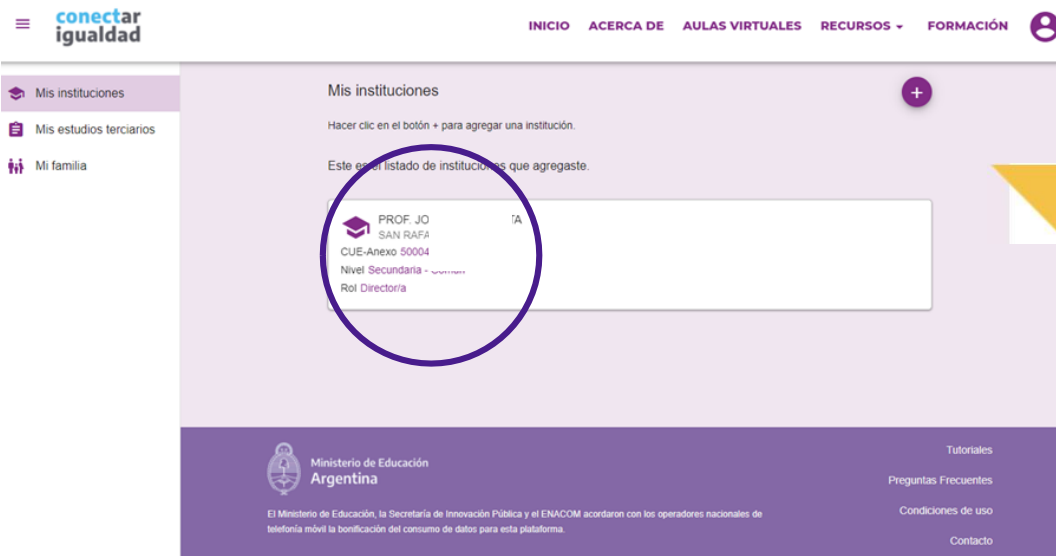 conectar
igualdad
INICIO ACERCA DE AULAS VIRTUALES RECURSOS FORMACIÓN
Mis instituciones
Mis estudios terciarios
Mi familia
Mis instituciones
Hacer clic en el botón + para agregar una institución.
Este es el listado de instituciones que agregaste.
PROF. JO
SAN RAFA
CUE-Anexo 50004
Nivel Secundaria - Común
Rol Director/a
Ministerio de Educación
Argentina
El Ministerio de Educación, la Secretaría de Innovación Pública y el ENACOM acordaron con los operadores nacionales de
telefonía móvil la bonificación del consumo de datos para esta plataforma.
Tutoriales
Preguntas Frecuentes
Condiciones de uso
Contacto